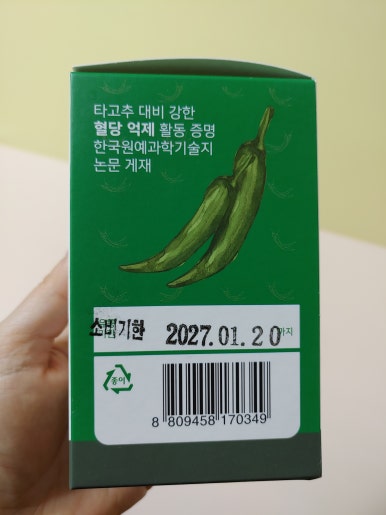 타고추 대비 강한
혈당 억제 활동 증명
한국원예과학기술지
논문 게재
소비기한 2027.01.20 까지
종이
8 809458 170349